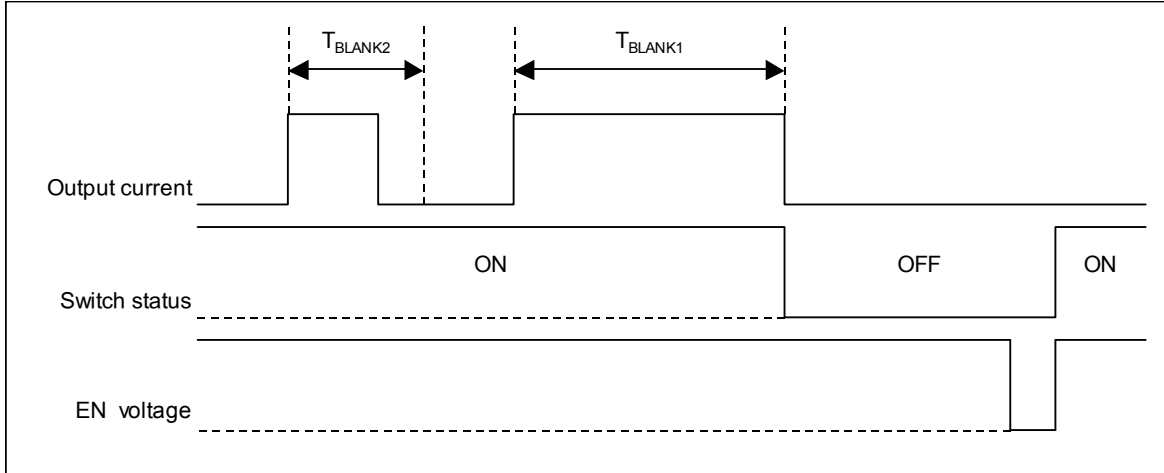 TBLANK2
TBLANK1
Output current
ON
OFF
ON
Switch status
EN voltage